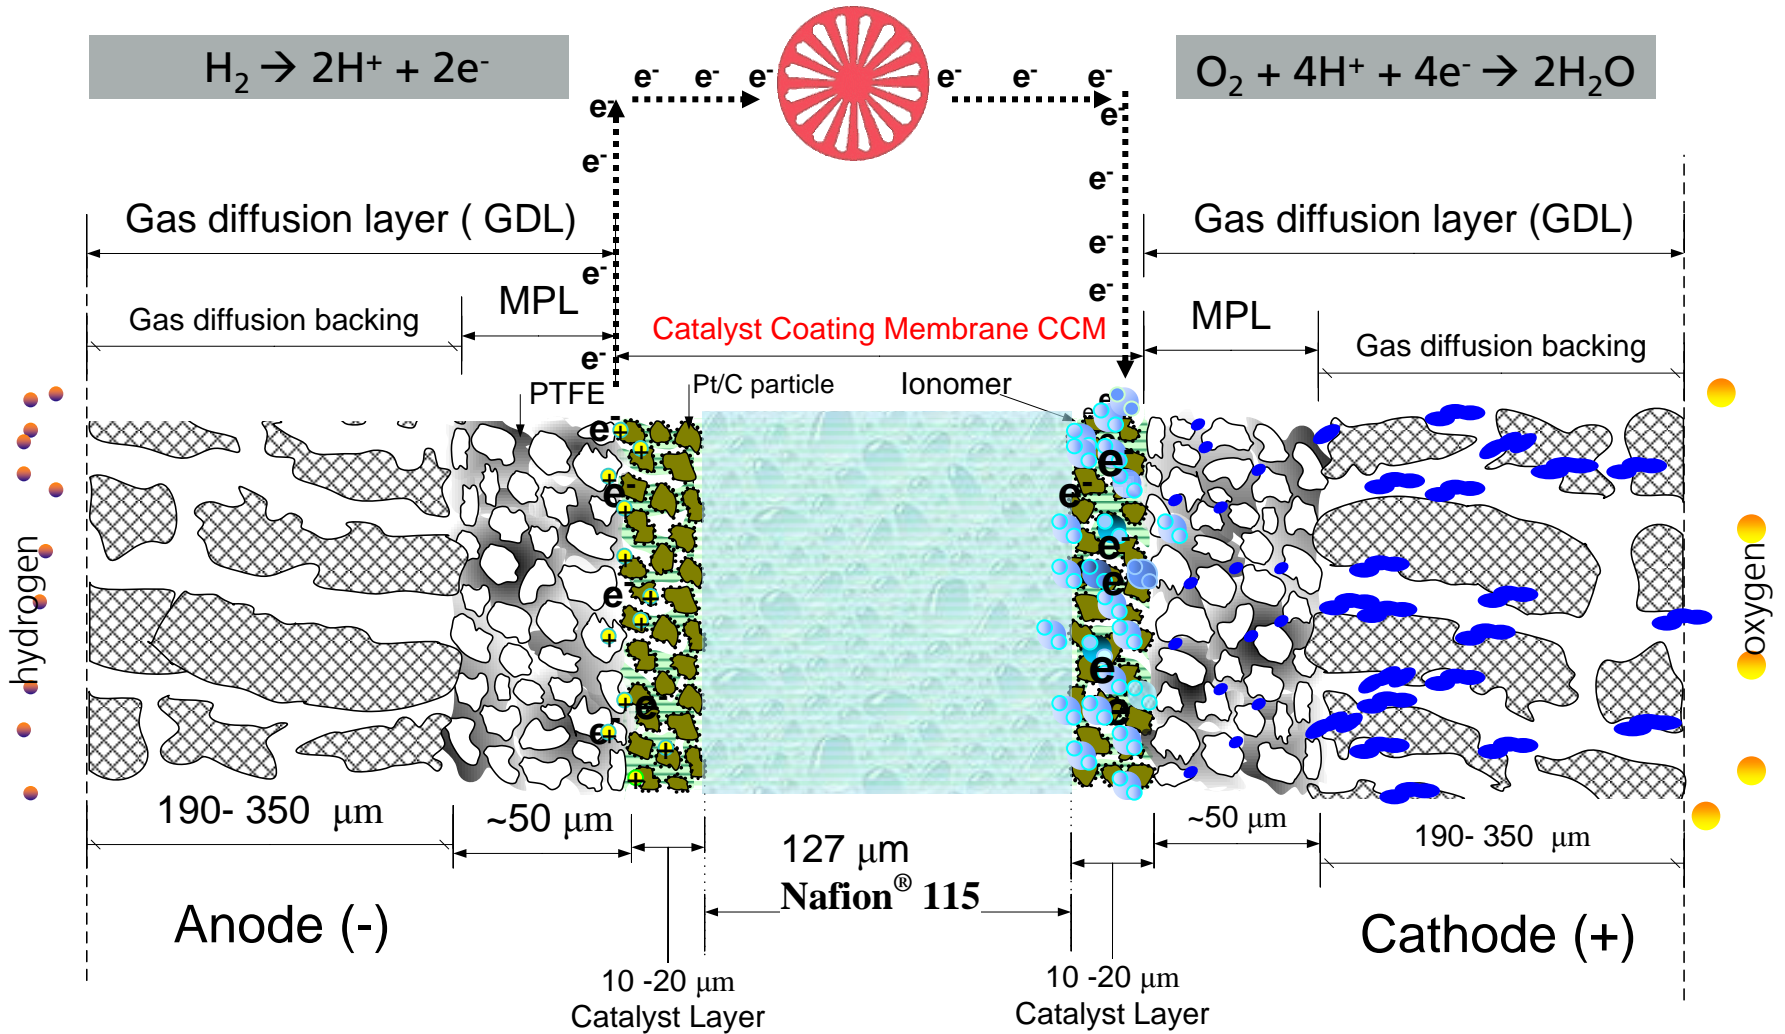 H₂ → 2H⁺ + 2e⁻
e⁻ e⁻ e⁻ e⁻ e⁻ e⁻
O₂ + 4H⁺ + 4e⁻ → 2H₂O
e⁻ e⁻
e⁻ e⁻
Gas diffusion layer ( GDL)
Gas diffusion layer (GDL)
e⁻
e⁻ e⁻
Gas diffusion backing
MPL
Catalyst Coating Membrane CCM
MPL
Gas diffusion backing
e⁻
PTFE
Pt/C particle
Ionomer
e e
e⁻ + e
+ +
e⁻ e⁻
+
+ e⁻
e
e⁻ +
+ +
e
+ e e
e⁻ + +
+
hydrogen
oxygen
190- 350 μm
~50 μm
127 μm
Nafion® 115
~50 μm
190- 350 μm
Anode (-)
Cathode (+)
10 -20 μm
Catalyst Layer
10 -20 μm
Catalyst Layer